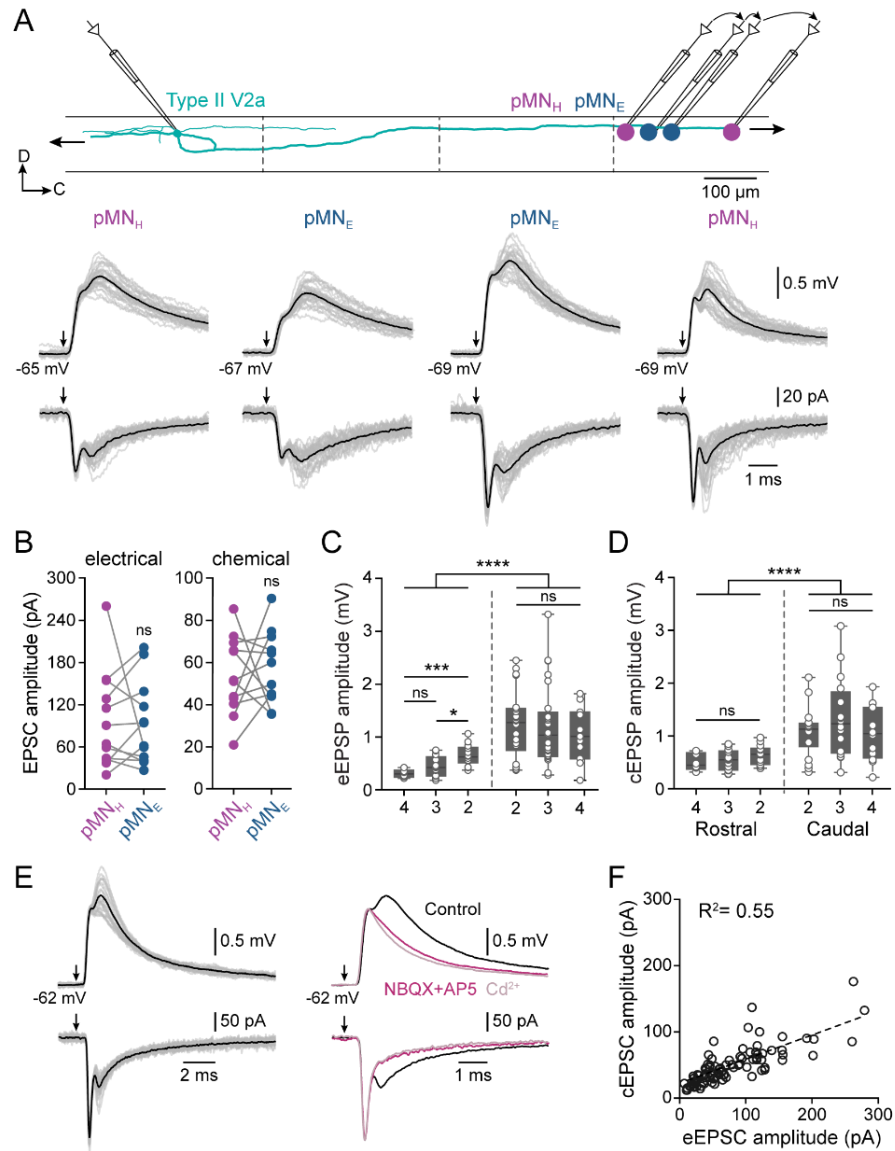 A
Type II V2a
pMNH pMNE
D
C
100 µm
pMNH pMNE pMNE pMNH
0.5 mV
-65 mV -67 mV -69 mV -69 mV
20 pA
1 ms
B electrical chemical
EPSC amplitude (pA)
300
240
180
120
60
0
ns
100
80
60
40
20
0
ns
pMNH pMNE pMNH pMNE
C
eEPSP amplitude (mV)
4
3
2
1
0
****
ns
***
ns
*
4 3 2 2 3 4
D
cEPSP amplitude (mV)
4
3
2
1
0
****
ns
ns
4 3 2 2 3 4
Rostral Caudal
E
0.5 mV
-62 mV
50 pA
2 ms
Control
0.5 mV
-62 mV
NBQX+AP5 Cd2+
50 pA
1 ms
F
cEPSC amplitude (pA)
300
200
100
0
R2= 0.55
0 100 200 300
eEPSC amplitude (pA)